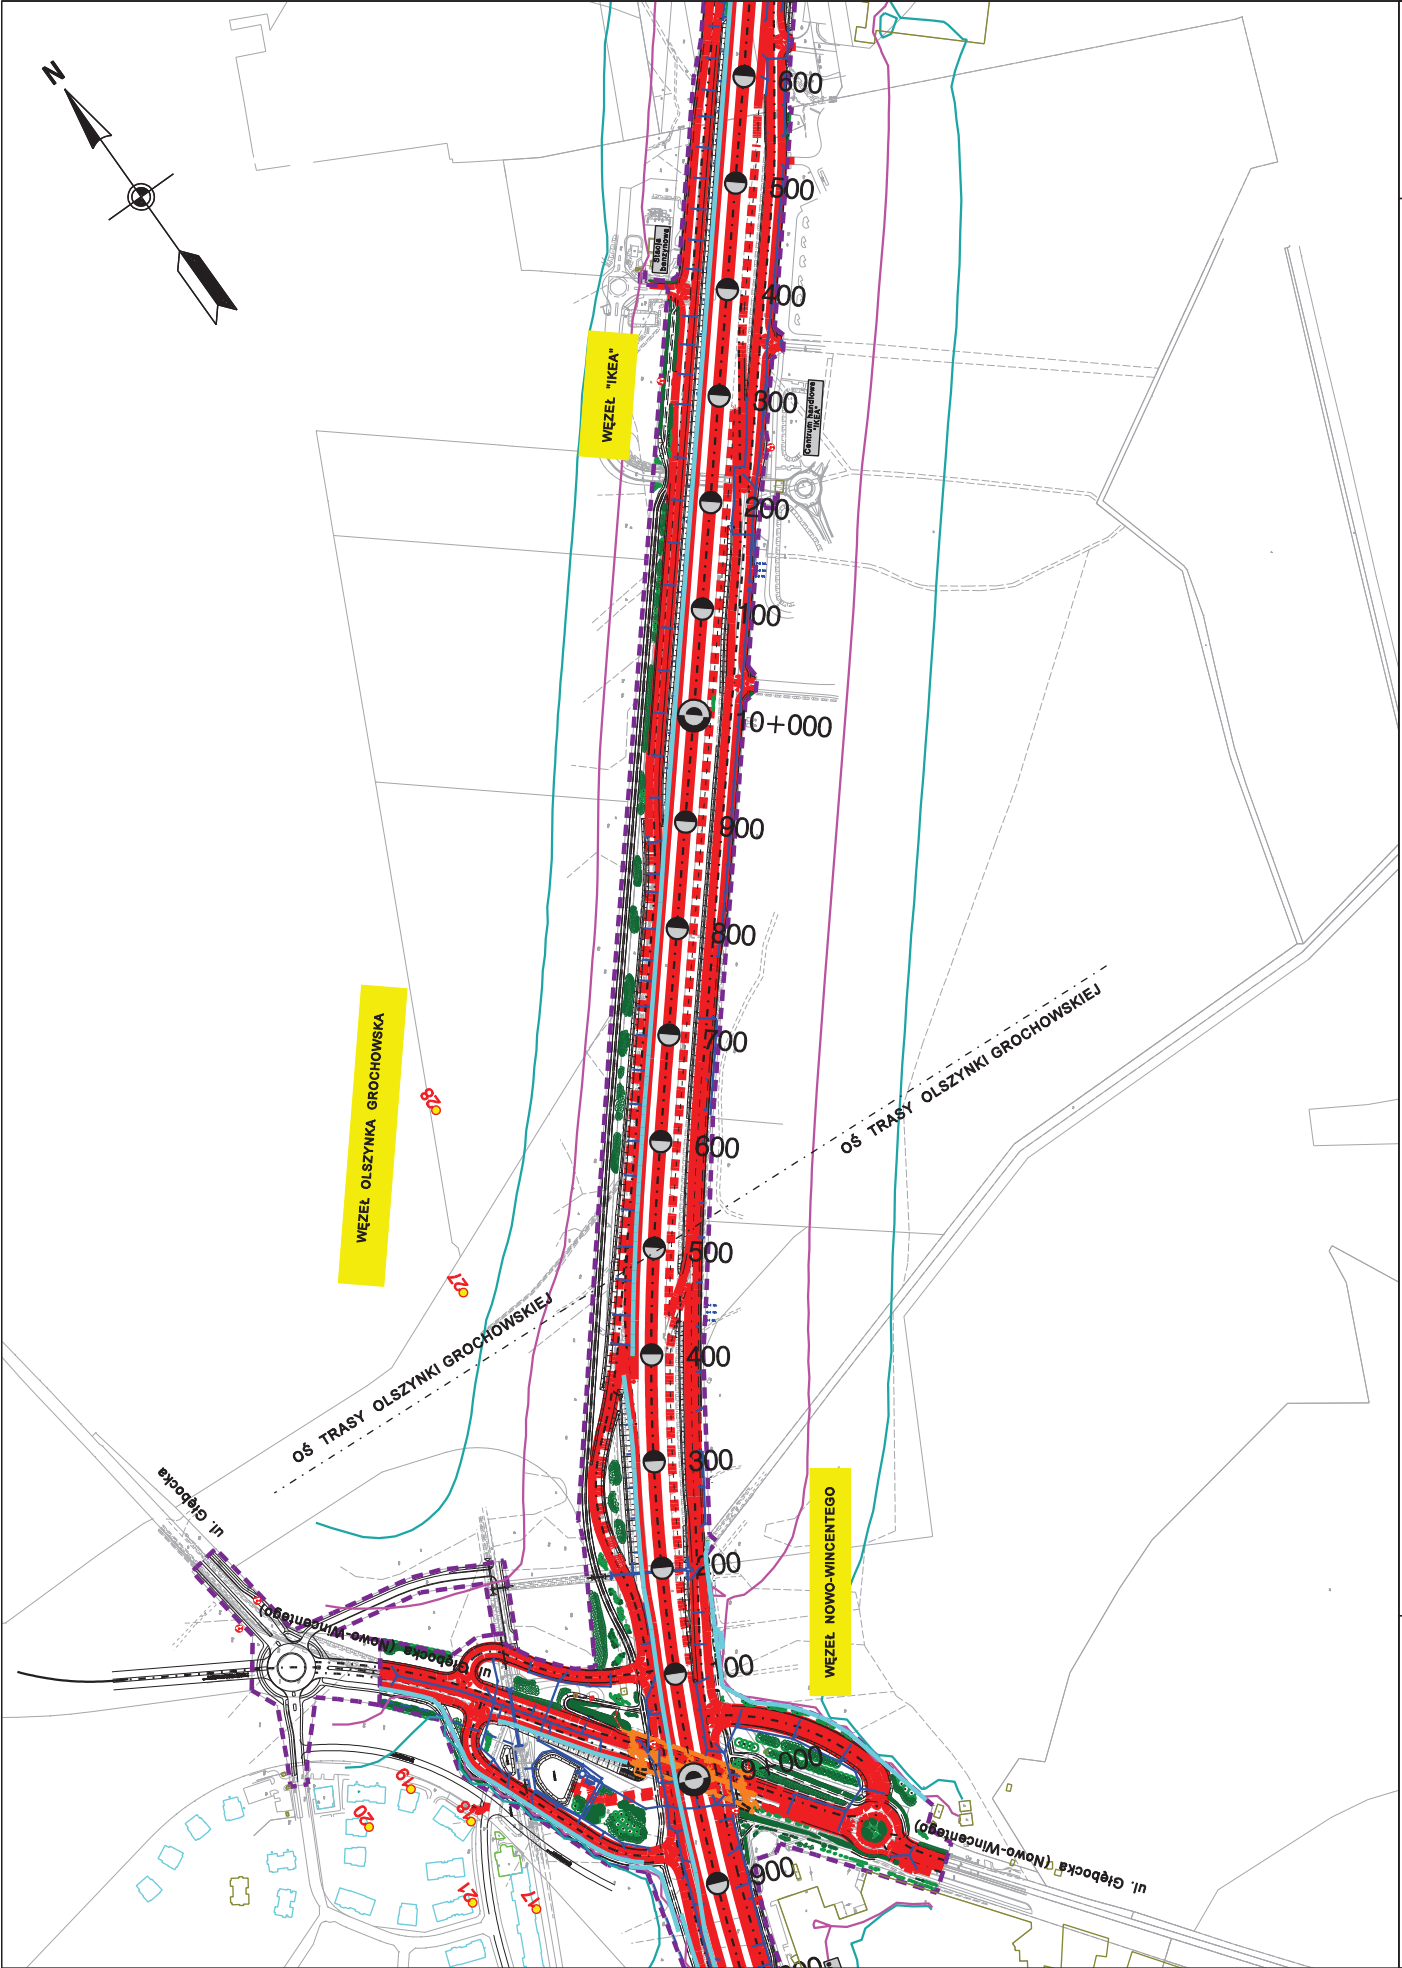 N
600
500
Stacja
benzynowa
400
WĘZEŁ "IKEA"
300
Centrum handlowe
"IKEA"
200
100
10+000
900
800
700
OŚ TRASY OLSZYNKI GROCHOWSKIEJ
WĘZEŁ OLSZYNKA GROCHOWSKA
28
600
500
27
OŚ TRASY OLSZYNKI GROCHOWSKIEJ
400
300
ul. Głębocka
WĘZEŁ NOWO-WINCENTEGO
200
ul. Głębocka (Nowo-Wincentego)
00
9+000
19
20
18
ul. Głębocka (Nowo-Wincentego)
900
21
17